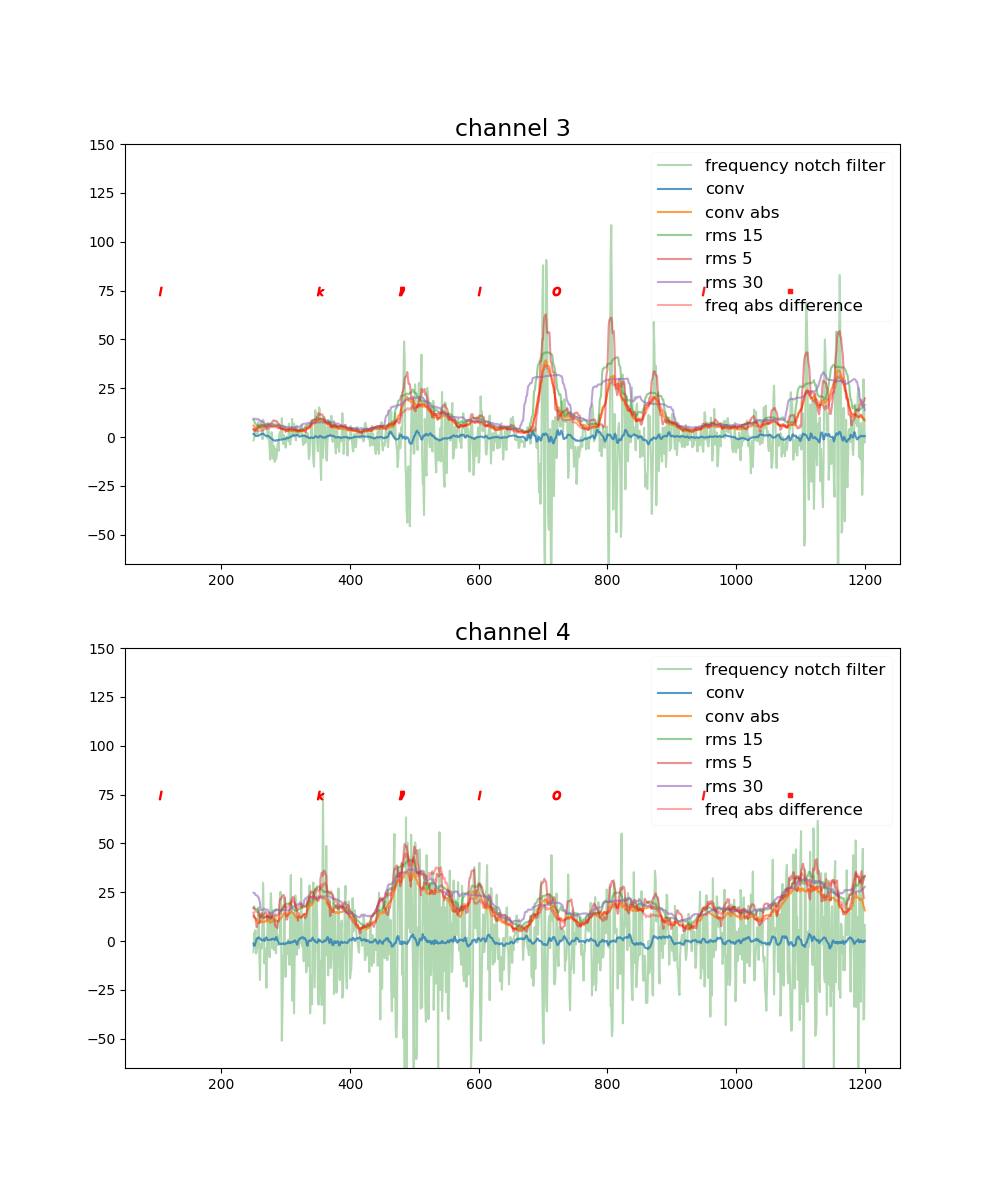 channel 3
150
125
100
75
50
25
0
−25
−50
frequency notch filter
conv
conv abs
rms 15
rms 5
rms 30
freq abs difference
l k l o l .
200 400 600 800 1000 1200
channel 4
150
125
100
75
50
25
0
−25
−50
frequency notch filter
conv
conv abs
rms 15
rms 5
rms 30
freq abs difference
l k l o l .
200 400 600 800 1000 1200